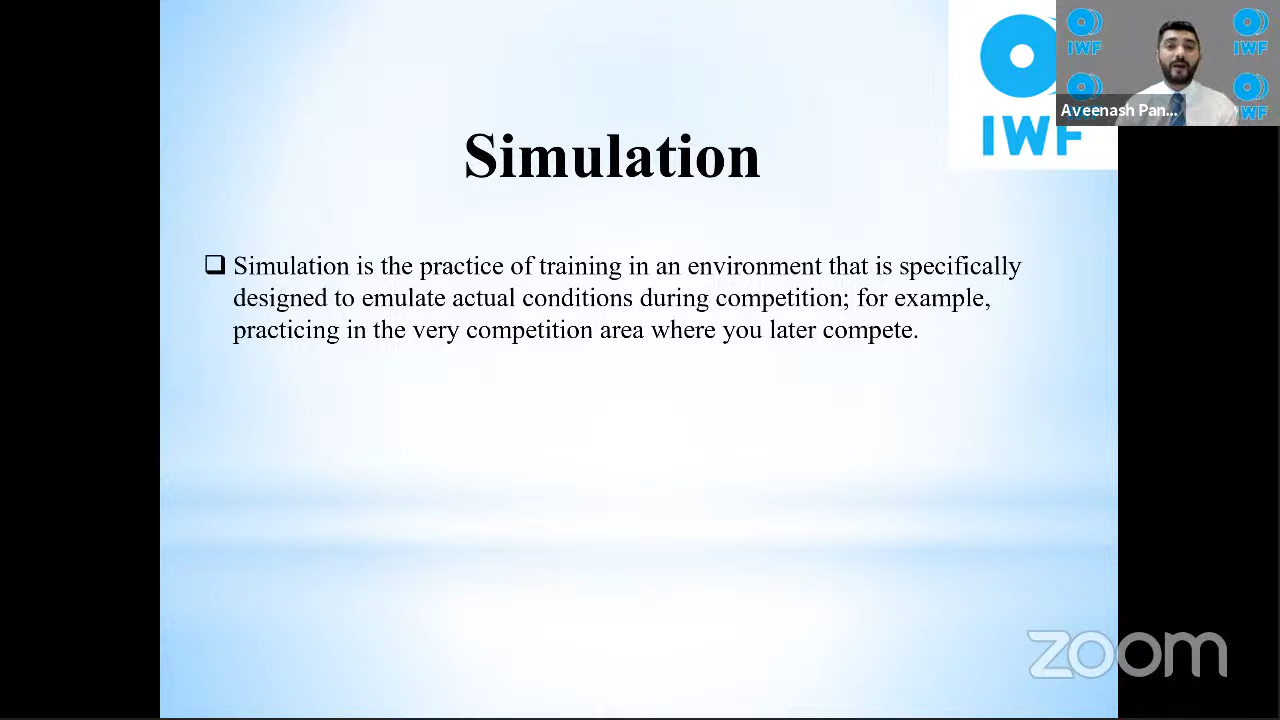 IWF
IWF
IWF
IWF
Aveenash Pan...
IWF
Simulation
❑ Simulation is the practice of training in an environment that is specifically
designed to emulate actual conditions during competition; for example,
practicing in the very competition area where you later compete.
zoom